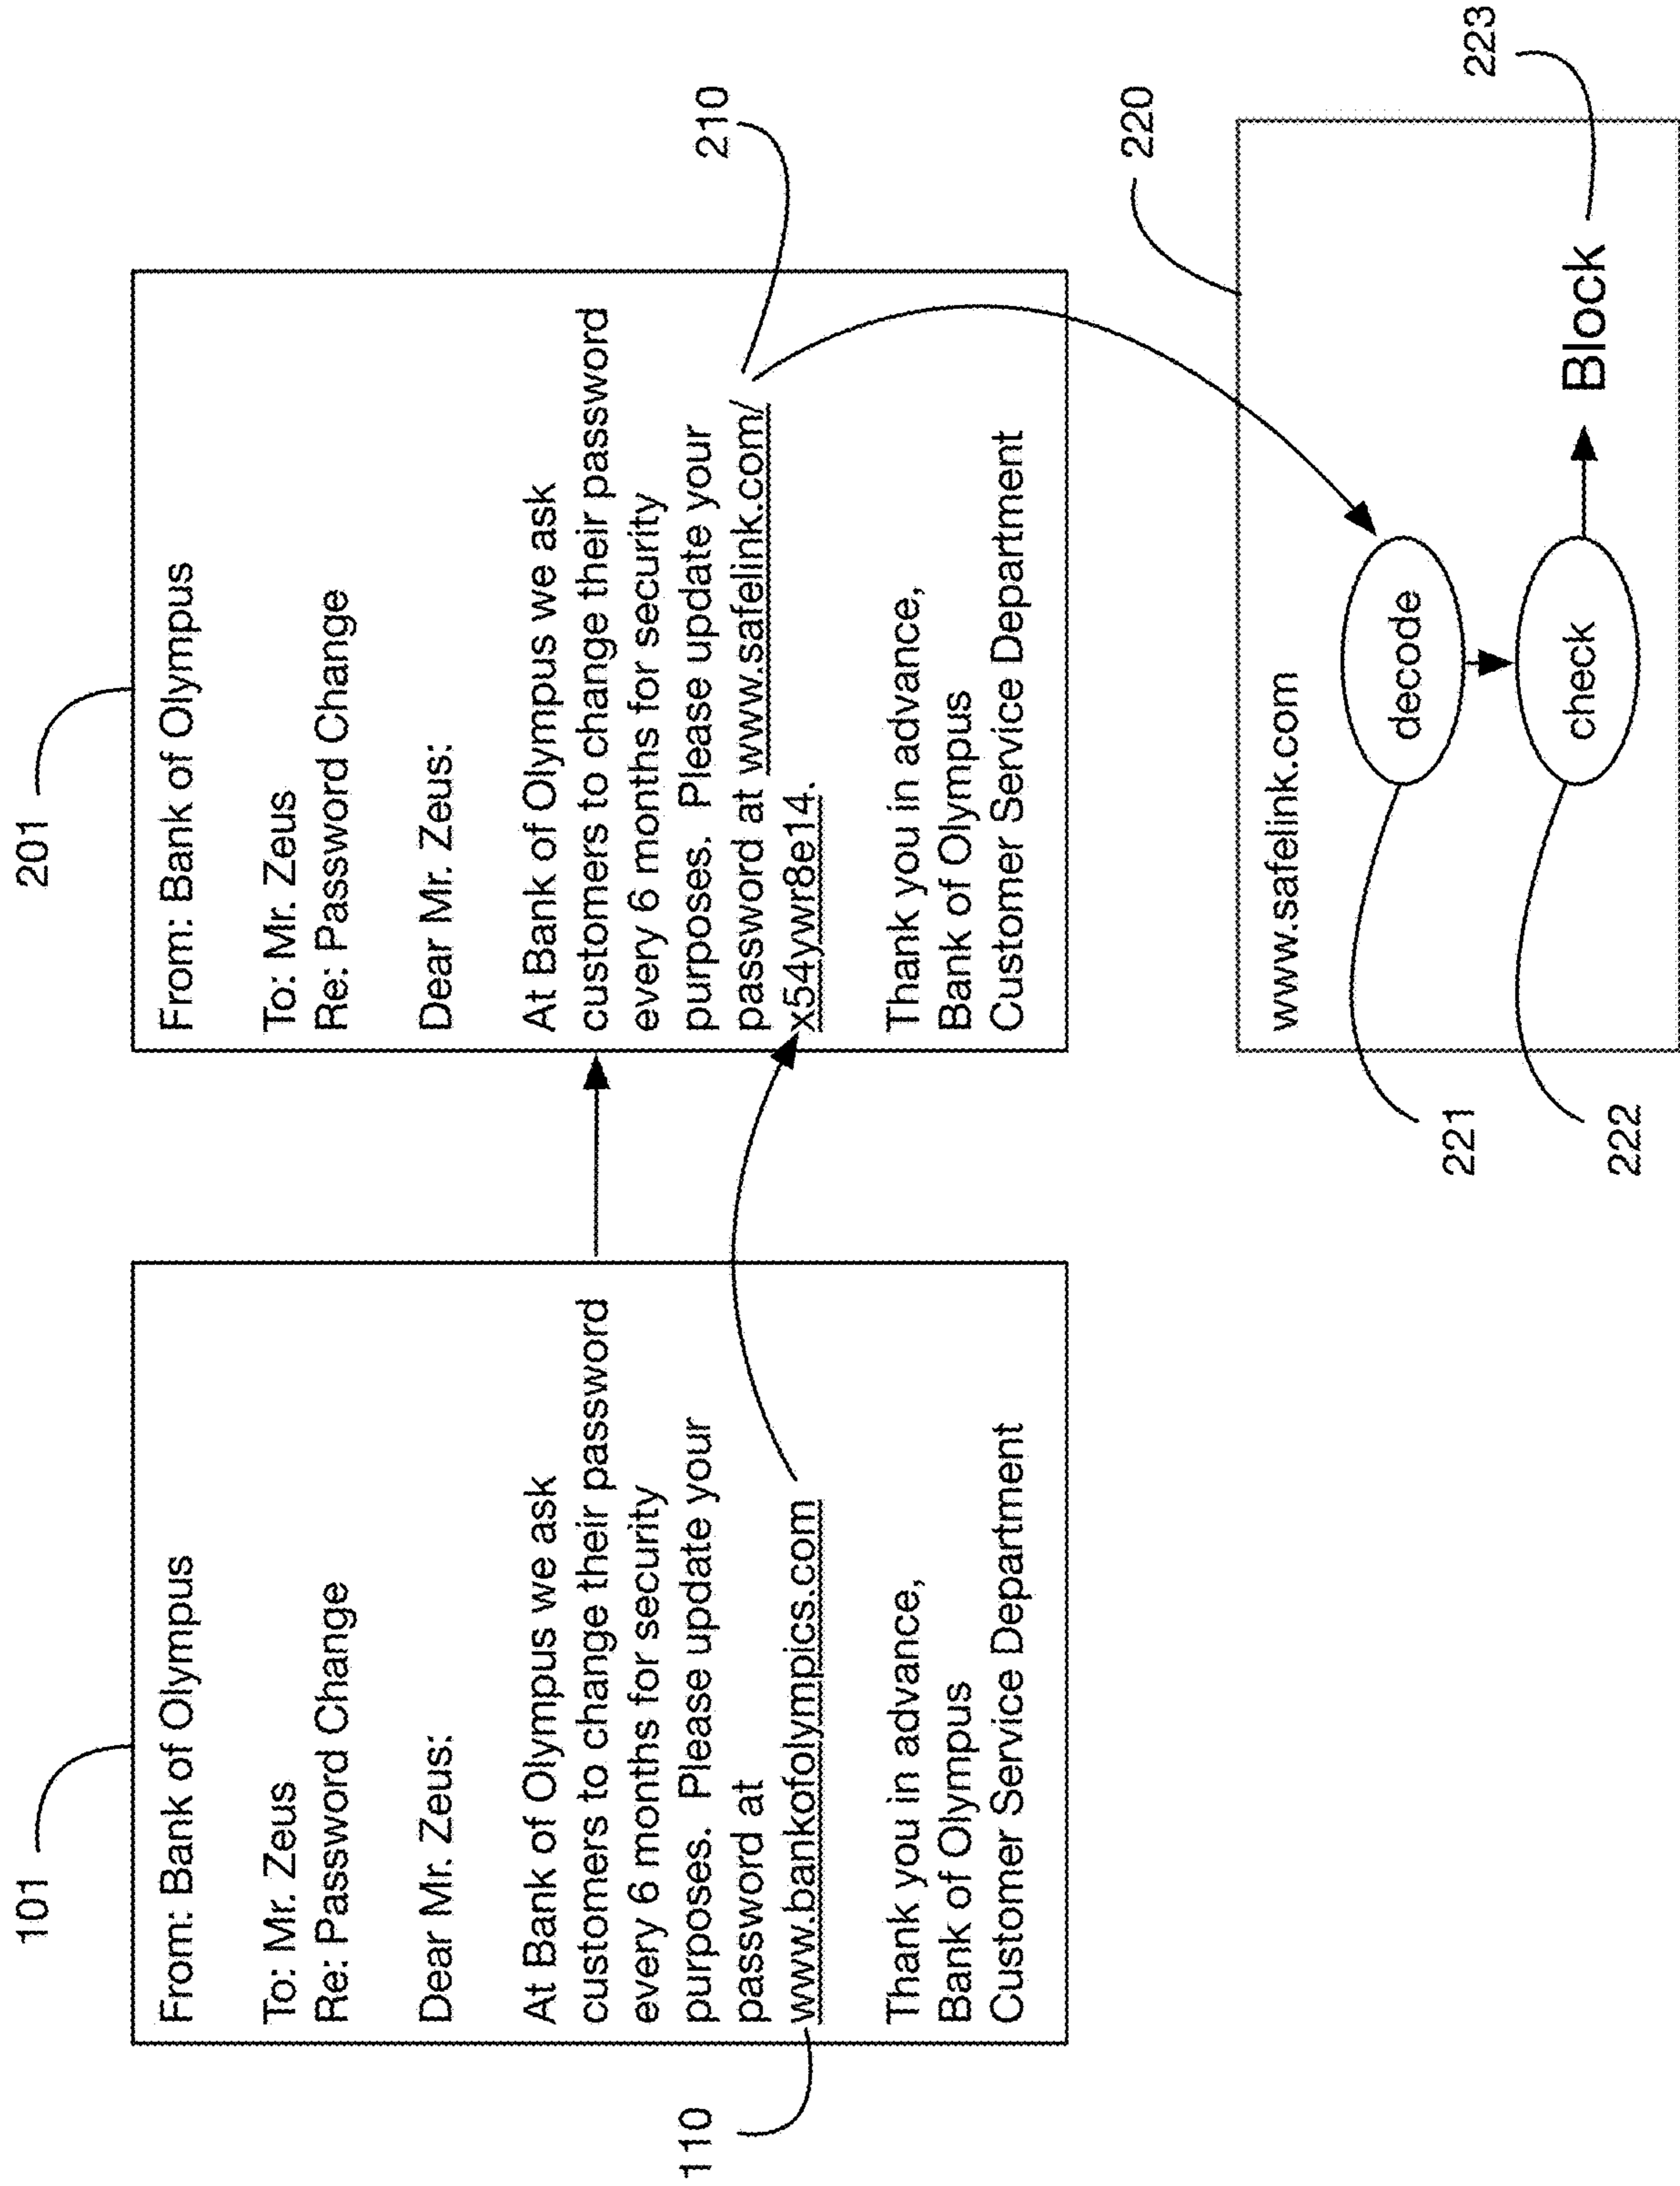 101
From: Bank of Olympus
To: Mr. Zeus
Re: Password Change
Dear Mr. Zeus:
At Bank of Olympus we ask
customers to change their password
every 6 months for security
purposes. Please update your
password at
www.bankofolympics.com
Thank you in advance,
Bank of Olympus
Customer Service Department
110
201
From: Bank of Olympus
To: Mr. Zeus
Re: Password Change
Dear Mr. Zeus:
At Bank of Olympus we ask
customers to change their password
every 6 months for security
purposes. Please update your
password at www.safelink.com/
x54ywr8e14.
Thank you in advance,
Bank of Olympus
Customer Service Department
210
220
www.safelink.com
decode
check
Block
221
222
223